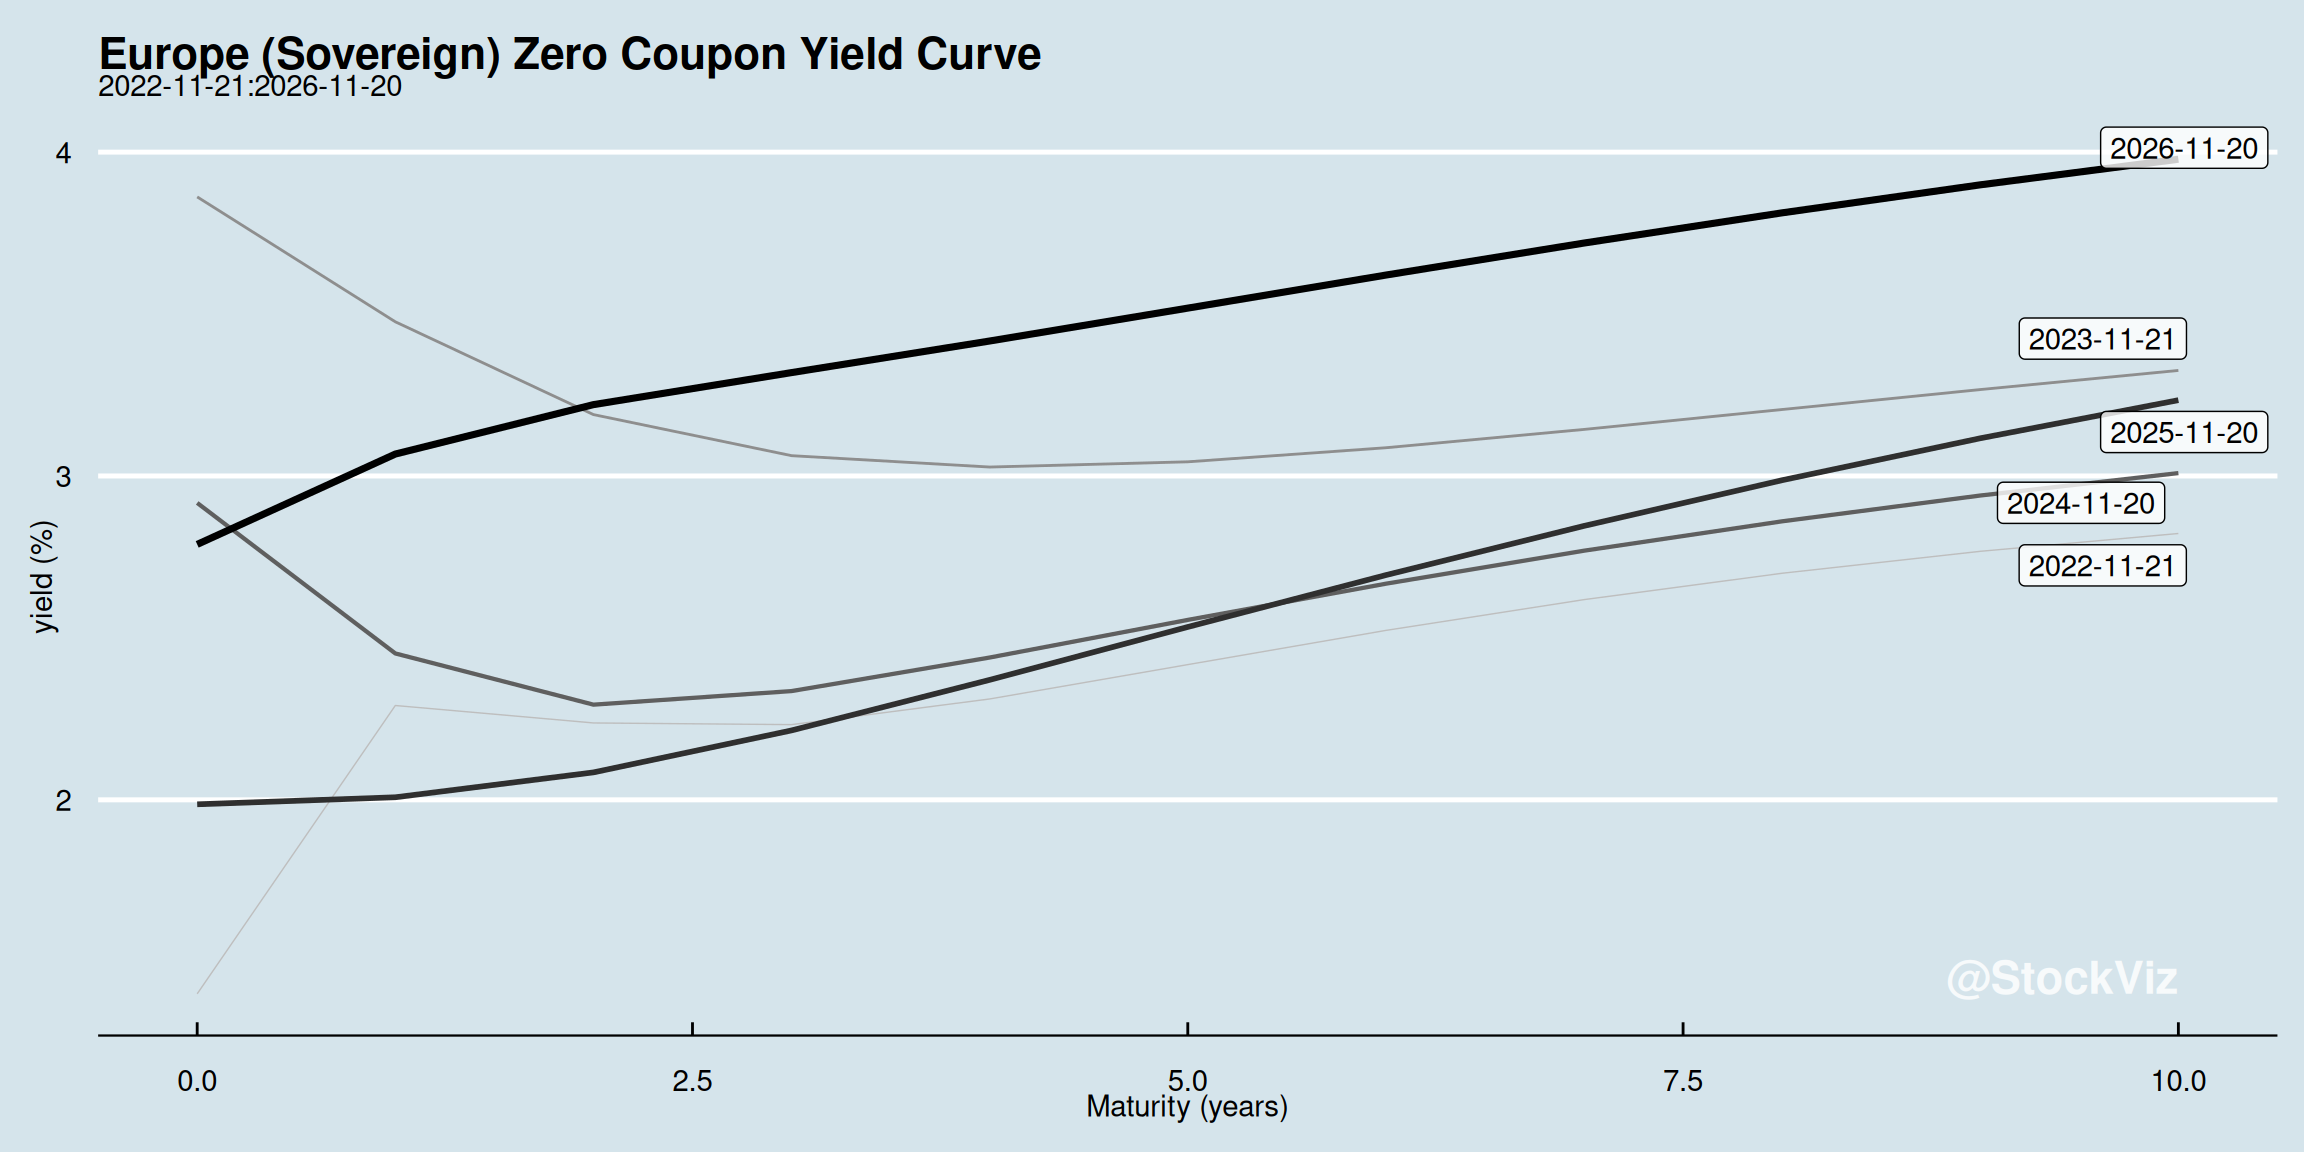 Europe (Sovereign) Zero Coupon Yield Curve
2022-11-21:2026-11-20
4
3
2
yield (%)
2026-11-20
2023-11-21
2025-11-20
2024-11-20
2022-11-21
@StockViz
0.0 2.5 5.0 7.5 10.0
Maturity (years)